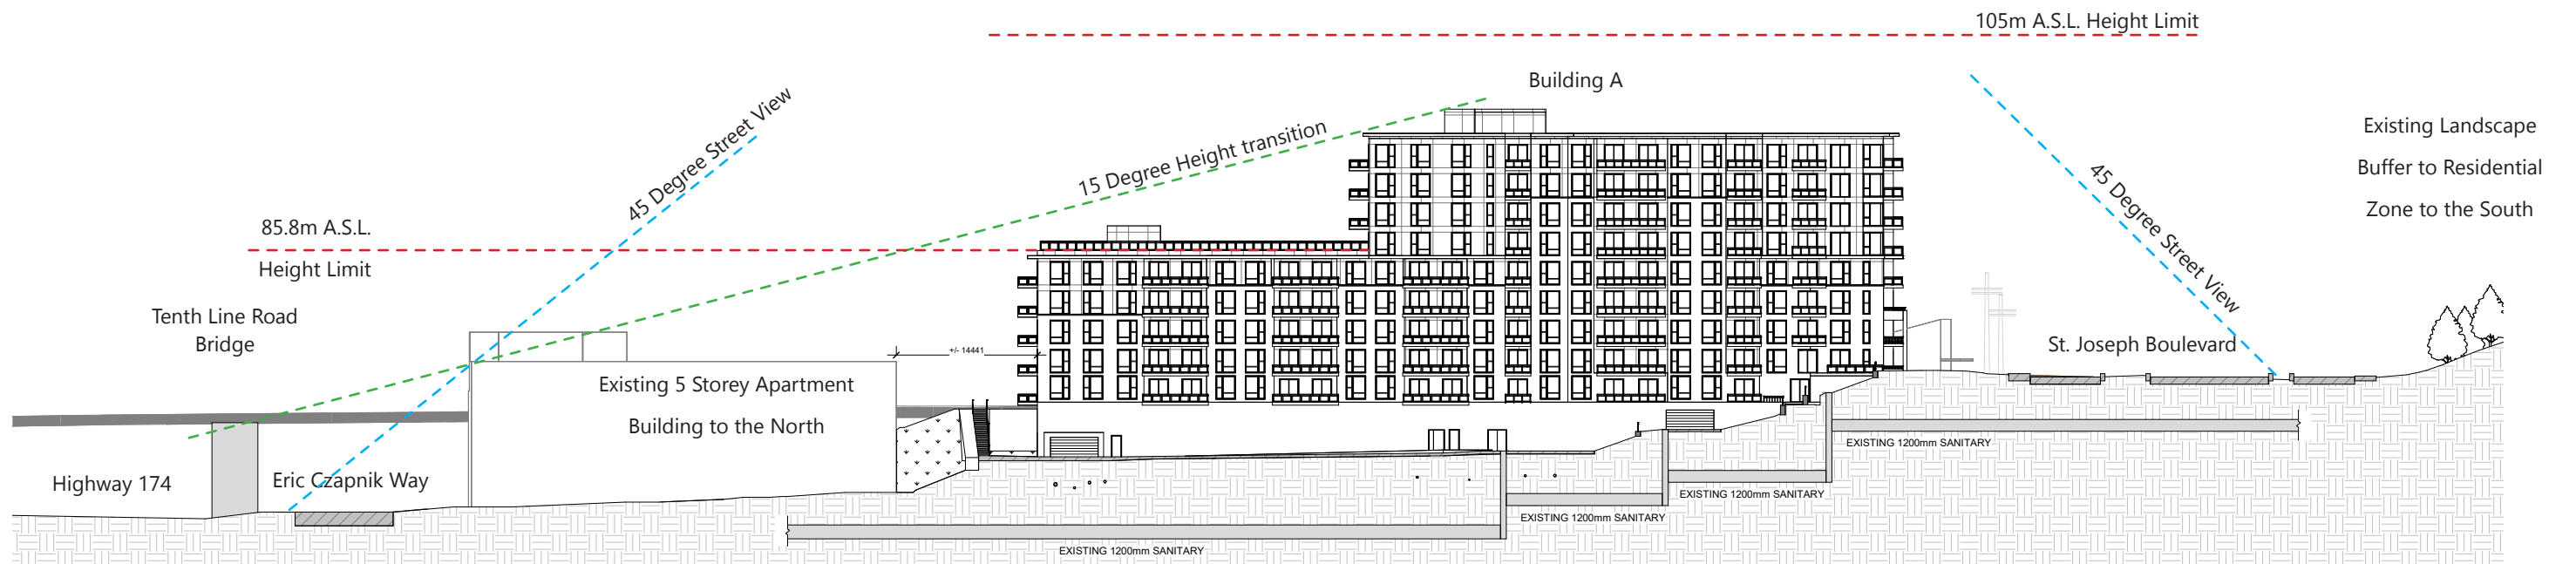 105m A.S.L. Height Limit
Building A
45 Degree Street View
15 Degree Height transition
Existing Landscape
Buffer to Residential
Zone to the South
85.8m A.S.L.
Height Limit
45 Degree Street View
Tenth Line Road
Bridge
St. Joseph Boulevard
+/- 14441
Existing 5 Storey Apartment
Building to the North
Highway 174
Eric Czapnik Way
EXISTING 1200mm SANITARY
EXISTING 1200mm SANITARY
EXISTING 1200mm SANITARY
EXISTING 1200mm SANITARY